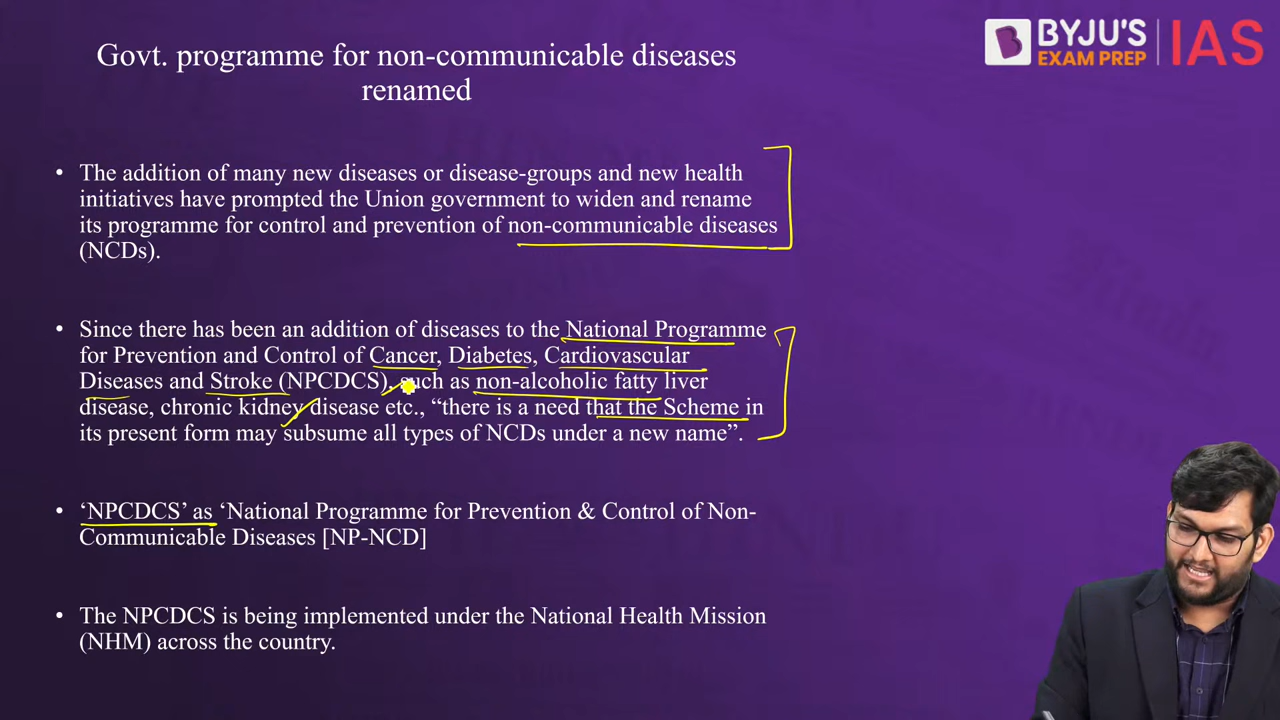 Govt. programme for non-communicable diseases
renamed
BYJU'S
EXAM PREP
IAS
• The addition of many new diseases or disease-groups and new health
initiatives have prompted the Union government to widen and rename
its programme for control and prevention of non-communicable diseases
(NCDs).
• Since there has been an addition of diseases to the National Programme
for Prevention and Control of Cancer, Diabetes, Cardiovascular
Diseases and Stroke (NPCDCS), such as non-alcoholic fatty liver
disease, chronic kidney disease etc., “there is a need that the Scheme in
its present form may subsume all types of NCDs under a new name”.
• ‘NPCDCS’ as ‘National Programme for Prevention & Control of Non-
Communicable Diseases [NP-NCD]
• The NPCDCS is being implemented under the National Health Mission
(NHM) across the country.